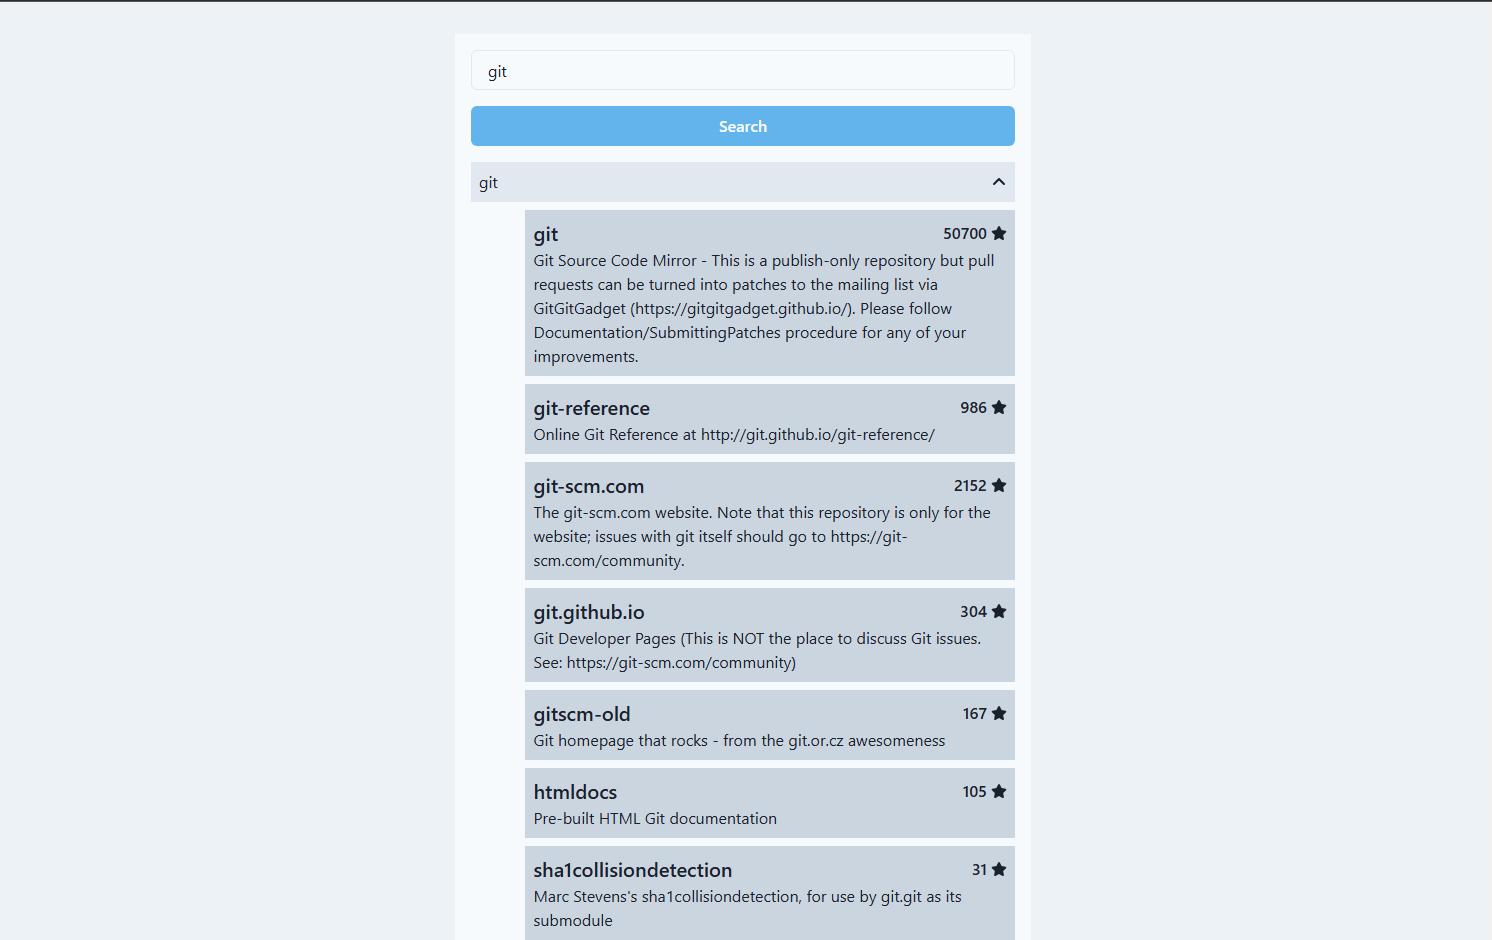 git
Search
git
git 50700
Git Source Code Mirror - This is a publish-only repository but pull
requests can be turned into patches to the mailing list via
GitGitGadget (https://gitgitgadget.github.io/). Please follow
Documentation/SubmittingPatches procedure for any of your
improvements.
git-reference 986
Online Git Reference at http://git.github.io/git-reference/
git-scm.com 2152
The git-scm.com website. Note that this repository is only for the
website; issues with git itself should go to https://git-
scm.com/community.
git.github.io 304
Git Developer Pages (This is NOT the place to discuss Git issues.
See: https://git-scm.com/community)
gitscm-old 167
Git homepage that rocks - from the git.or.cz awesomeness
htmldocs 105
Pre-built HTML Git documentation
sha1collisiondetection 31
Marc Stevens's sha1collisiondetection, for use by git.git as its
submodule